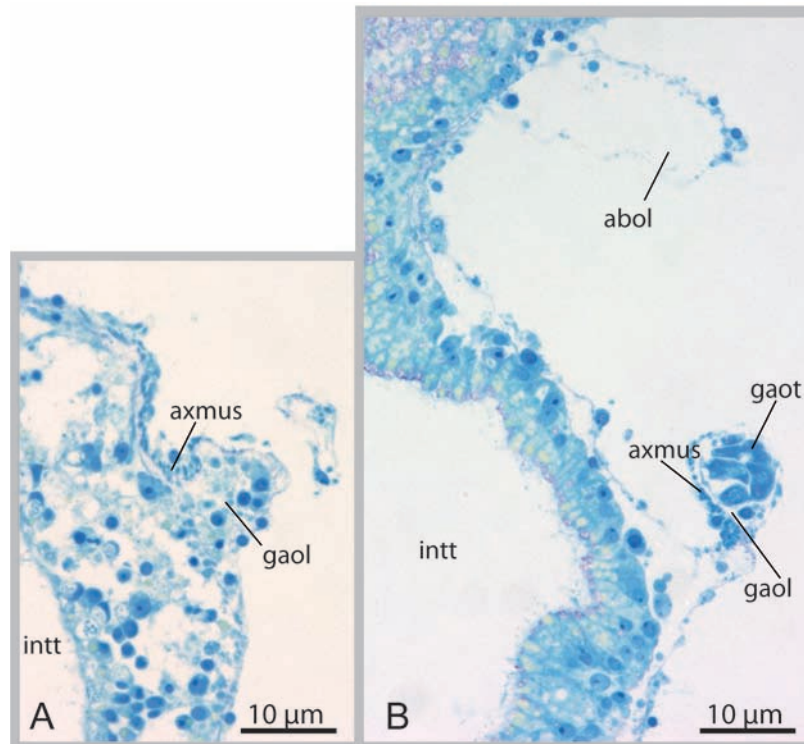 axmus
gaol
intt
A
10 µm
abol
gaot
axmus
gaol
intt
B
10 µm